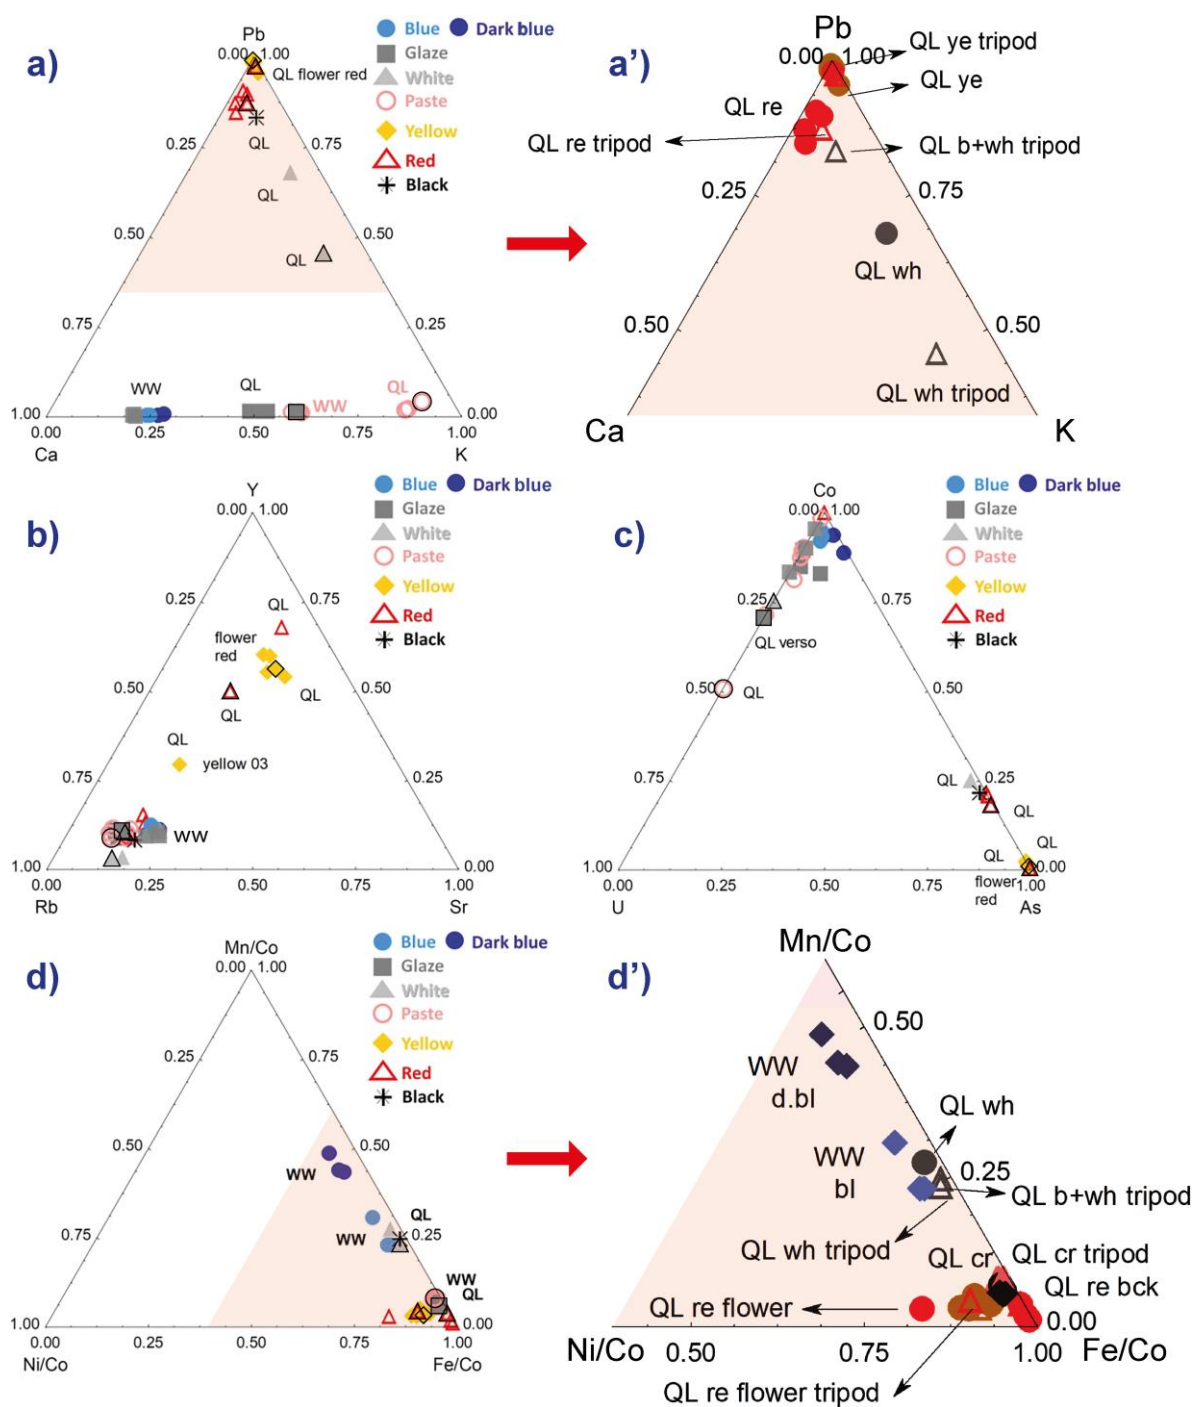 a)
Pb
0.00 1.00
QL flower red
Blue Dark blue
Glaze
White
Paste
Yellow
Red
Black
QL
0.25 0.75
QL
0.50 0.50
QL
0.75 0.25
WW QL WW QL
1.00 0.00
0.00 0.25 0.50 0.75 1.00
Ca K
a')
Pb
0.00 1.00
QL ye tripod
QL ye
QL re
QL re tripod
QL b+wh tripod
0.25 0.75
QL wh
0.50 0.50
QL wh tripod
Ca K
b)
Y
0.00 1.00
Blue Dark blue
Glaze
White
Paste
Yellow
Red
Black
0.25 0.75
QL
flower
red
0.50 0.50
QL QL
QL
yellow 03
0.75 0.25
WW
1.00 0.00
0.00 0.25 0.50 0.75 1.00
Rb Sr
c)
Co
0.00 1.00
Blue Dark blue
Glaze
White
Paste
Yellow
Red
Black
0.25 0.75
QL verso
0.50 QL 0.50
0.75 0.25
QL
QL
QL QL
flower
red
1.00 0.00
0.00 0.25 0.50 0.75 1.00
U As
d)
Mn/Co
0.00 1.00
Blue Dark blue
Glaze
White
Paste
Yellow
Red
Black
0.25 0.75
0.50 0.50
WW
QL
WW
0.75 0.25
WW
QL
1.00 0.00
0.00 0.25 0.50 0.75 1.00
Ni/Co Fe/Co
d')
Mn/Co
0.50
WW
d.bl
QL wh
WW
bl
0.25
QL b+wh tripod
QL wh tripod
QL cr QL cr tripod
QL re bck
QL re flower
0.00
Ni/Co 0.50 0.75 1.00 Fe/Co
QL re flower tripod